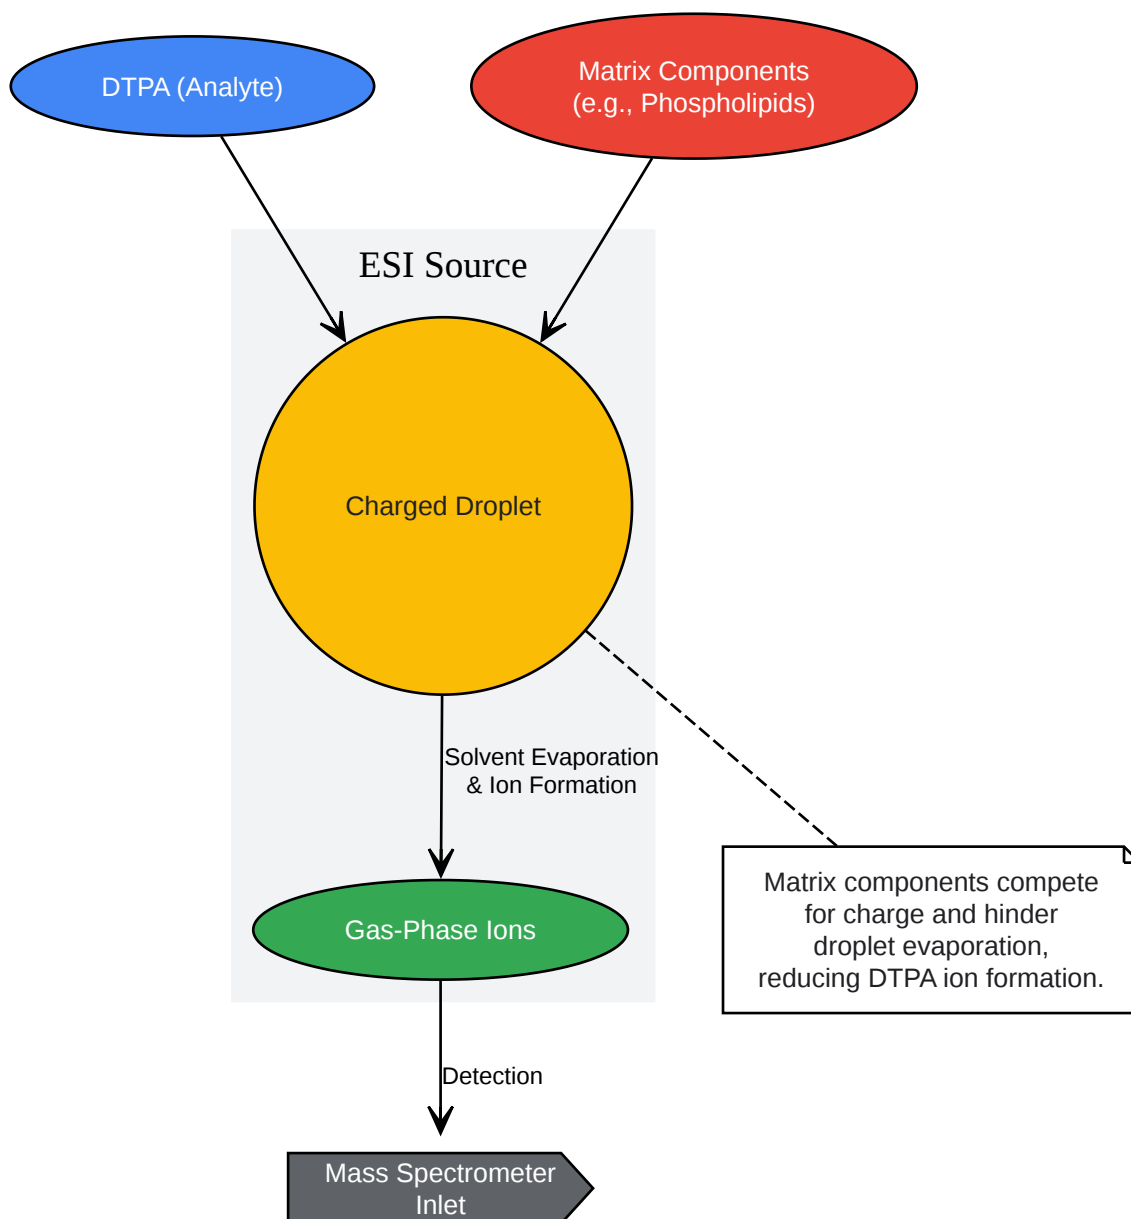 DTPA (Analyte)
Matrix Components
(e.g., Phospholipids)
ESI Source
Charged Droplet
Solvent Evaporation
& Ion Formation
Gas-Phase Ions
Matrix components compete
for charge and hinder
droplet evaporation,
reducing DTPA ion formation.
Detection
Mass Spectrometer
Inlet